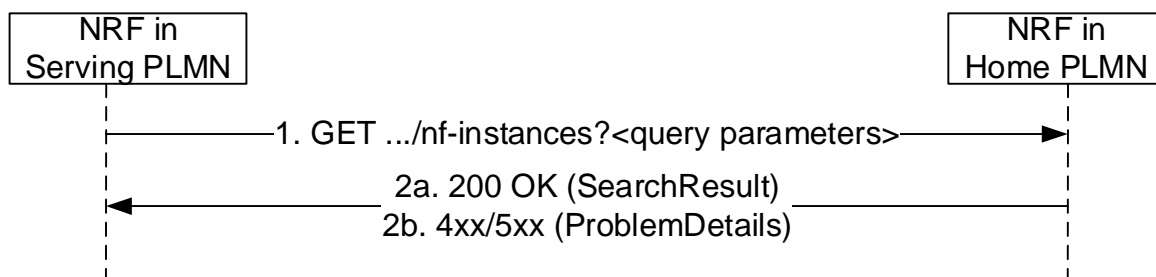 NRF in
Serving PLMN
NRF in
Home PLMN
1. GET .../nf-instances?<query parameters>
2a. 200 OK (SearchResult)
2b. 4xx/5xx (ProblemDetails)